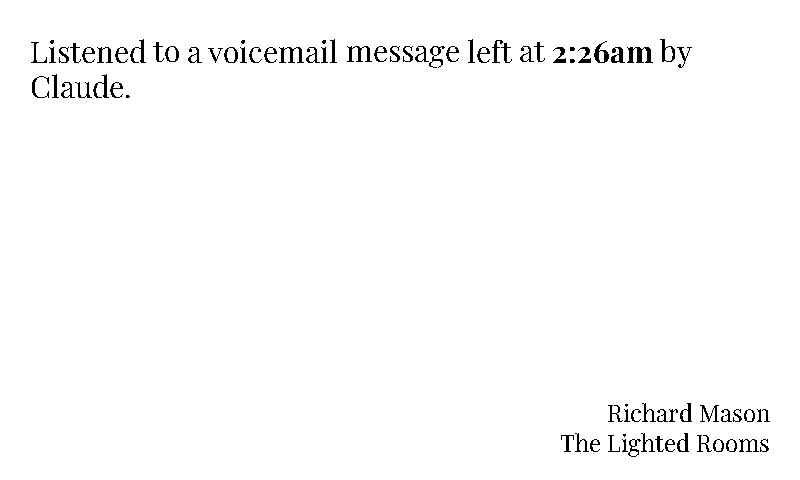 Listened to a voicemail message left at 2:26am by
Claude.
Richard Mason
The Lighted Rooms